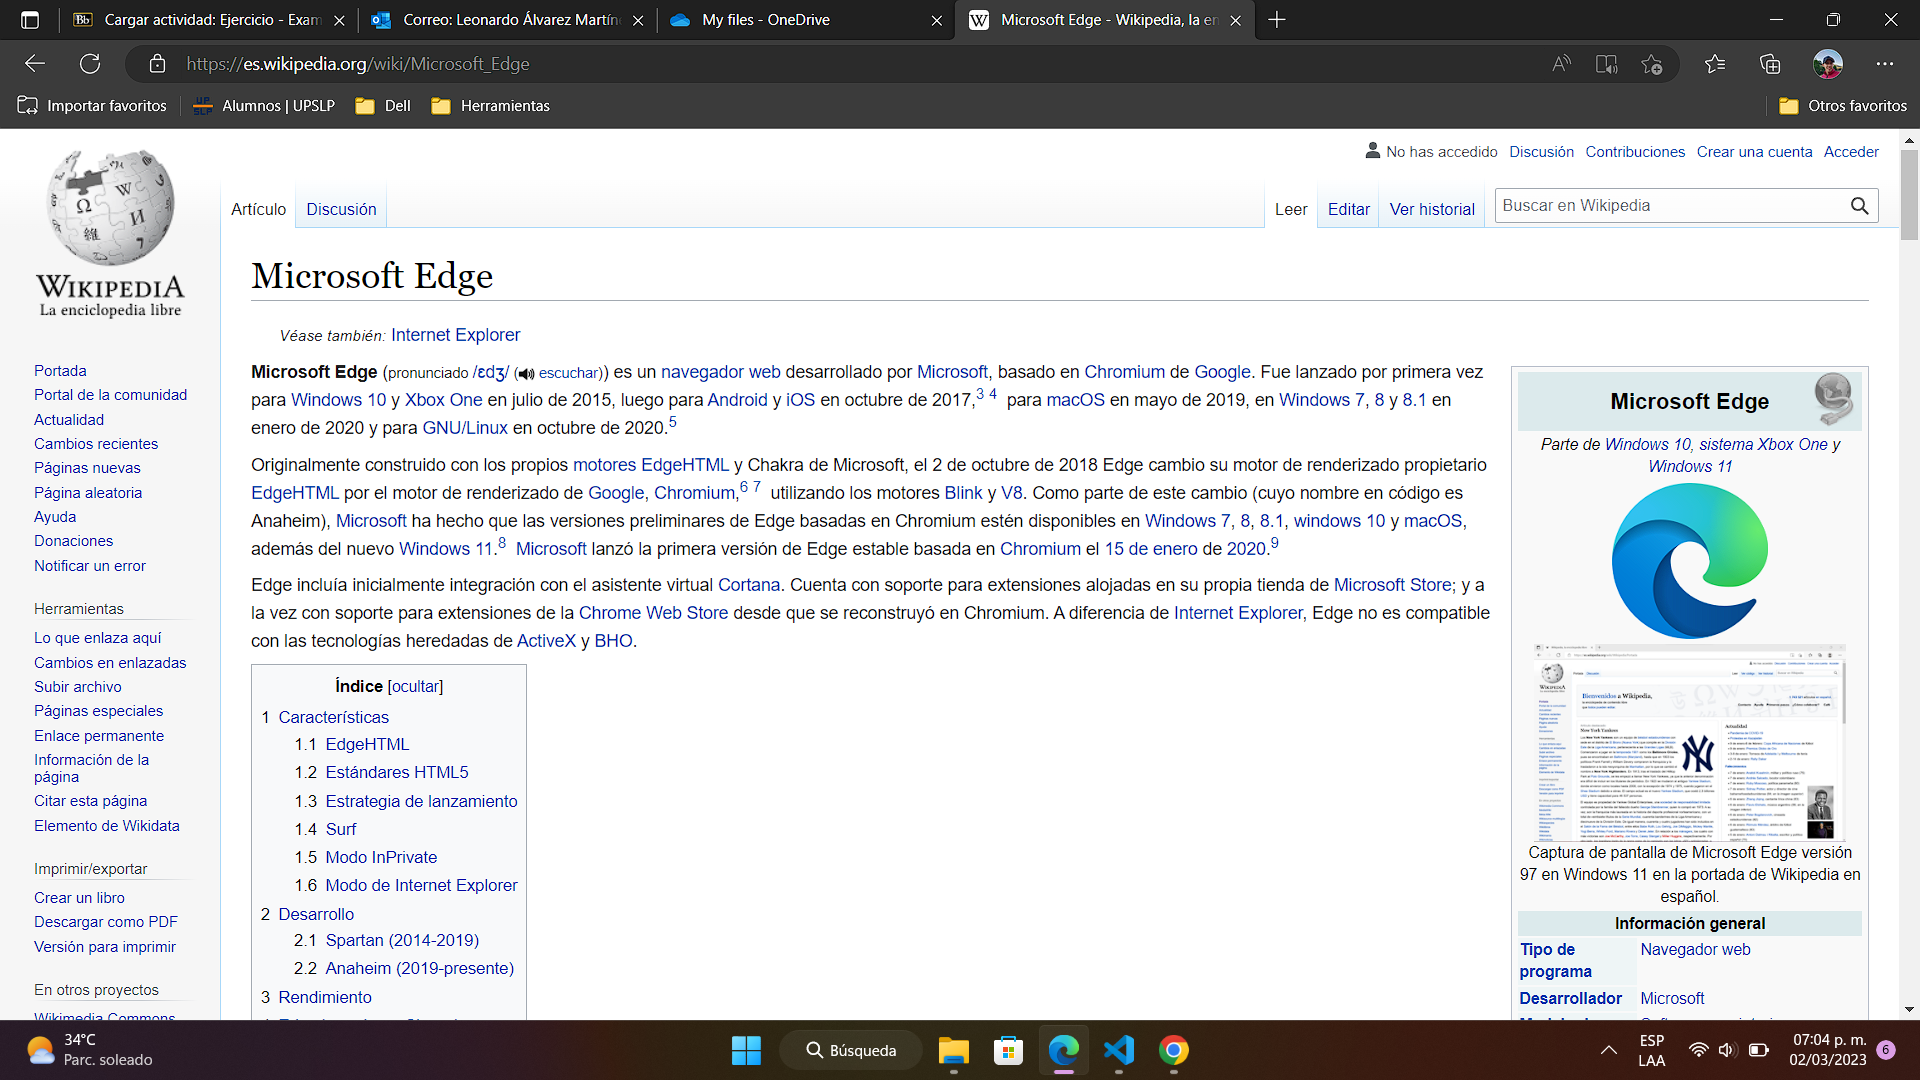 Cargar actividad: Ejercicio - Exam
Correo: Leonardo Álvarez Martín
My files - OneDrive
Microsoft Edge - Wikipedia, la en
https://es.wikipedia.org/wiki/Microsoft_Edge
Importar favoritos
Alumnos | UPSLP
Dell
Herramientas
Otros favoritos
No has accedido Discusión Contribuciones Crear una cuenta Acceder
WIKIPEDIA
La enciclopedia libre
Artículo Discusión
Leer Editar Ver historial
Buscar en Wikipedia
Portada
Portal de la comunidad
Actualidad
Cambios recientes
Páginas nuevas
Página aleatoria
Ayuda
Donaciones
Notificar un error
Herramientas
Lo que enlaza aquí
Cambios en enlazadas
Subir archivo
Páginas especiales
Enlace permanente
Información de la
página
Citar esta página
Elemento de Wikidata
Imprimir/exportar
Crear un libro
Descargar como PDF
Versión para imprimir
En otros proyectos
Wikimedia Commons
Microsoft Edge
Véase también: Internet Explorer
Microsoft Edge (pronunciado /ɛdʒ/ (escuchar)) es un navegador web desarrollado por Microsoft, basado en Chromium de Google. Fue lanzado por primera vez
para Windows 10 y Xbox One en julio de 2015, luego para Android y iOS en octubre de 2017,3 4 para macOS en mayo de 2019, en Windows 7, 8 y 8.1 en
enero de 2020 y para GNU/Linux en octubre de 2020.5
Originalmente construido con los propios motores EdgeHTML y Chakra de Microsoft, el 2 de octubre de 2018 Edge cambio su motor de renderizado propietario
EdgeHTML por el motor de renderizado de Google, Chromium,6 7 utilizando los motores Blink y V8. Como parte de este cambio (cuyo nombre en código es
Anaheim), Microsoft ha hecho que las versiones preliminares de Edge basadas en Chromium estén disponibles en Windows 7, 8, 8.1, windows 10 y macOS,
además del nuevo Windows 11.8 Microsoft lanzó la primera versión de Edge estable basada en Chromium el 15 de enero de 2020.9
Edge incluía inicialmente integración con el asistente virtual Cortana. Cuenta con soporte para extensiones alojadas en su propia tienda de Microsoft Store; y a
la vez con soporte para extensiones de la Chrome Web Store desde que se reconstruyó en Chromium. A diferencia de Internet Explorer, Edge no es compatible
con las tecnologías heredadas de ActiveX y BHO.
Índice [ocultar]
1 Características
1.1 EdgeHTML
1.2 Estándares HTML5
1.3 Estrategia de lanzamiento
1.4 Surf
1.5 Modo InPrivate
1.6 Modo de Internet Explorer
2 Desarrollo
2.1 Spartan (2014-2019)
2.2 Anaheim (2019-presente)
3 Rendimiento
Microsoft Edge
Parte de Windows 10, sistema Xbox One y
Windows 11
Captura de pantalla de Microsoft Edge versión
97 en Windows 11 en la portada de Wikipedia en
español.
Información general
Tipo de
programa
Navegador web
Desarrollador Microsoft
34°C
Parc. soleado
Búsqueda
ESP
LAA
07:04 p. m.
02/03/2023
6